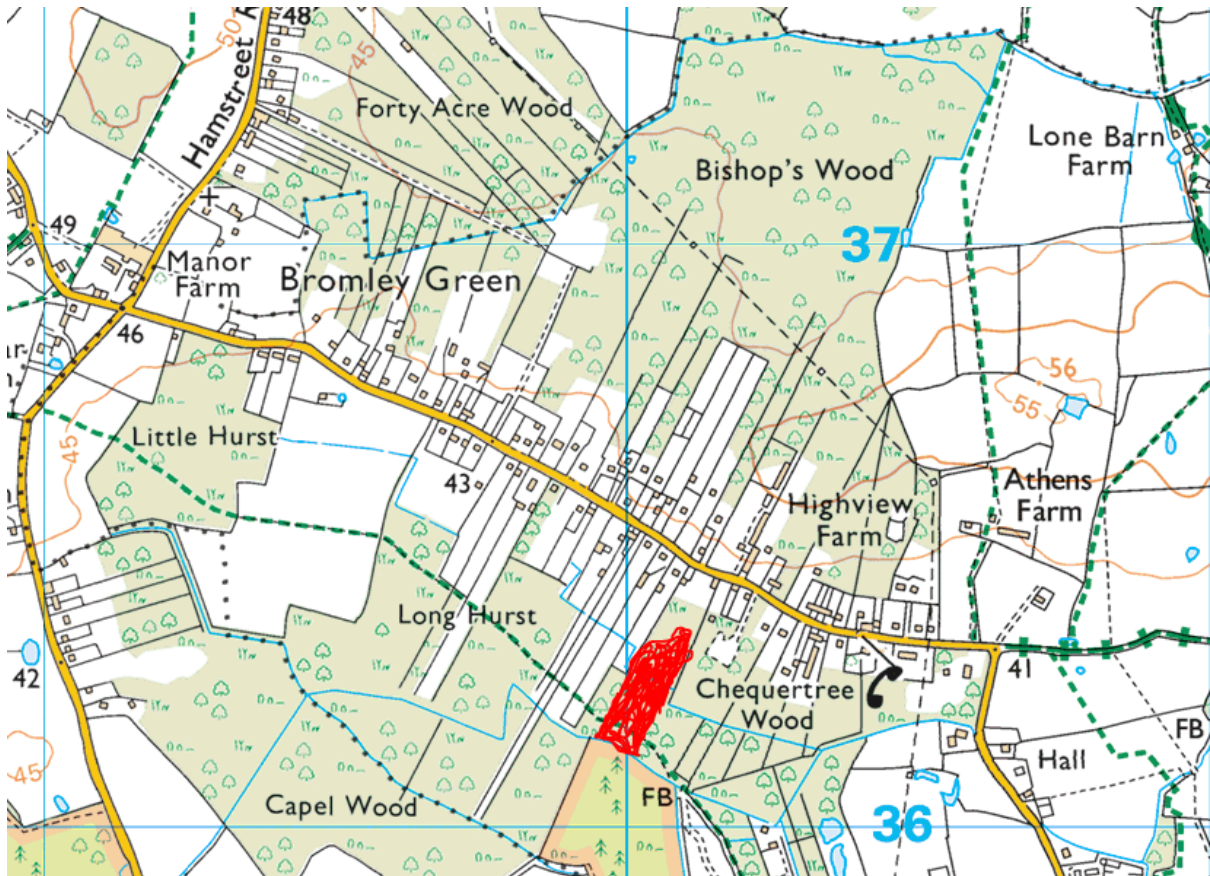 48
50
45
Hamstreet R
Forty Acre Wood
Bishop's Wood
Lone Barn
Farm
49
37
Manor
Farm
Bromley Green
46
56
55
45
Little Hurst
43
Athens
Farm
Highview
Farm
Long Hurst
42
41
Chequertree
Wood
FB
Hall
45
Capel Wood
FB
36